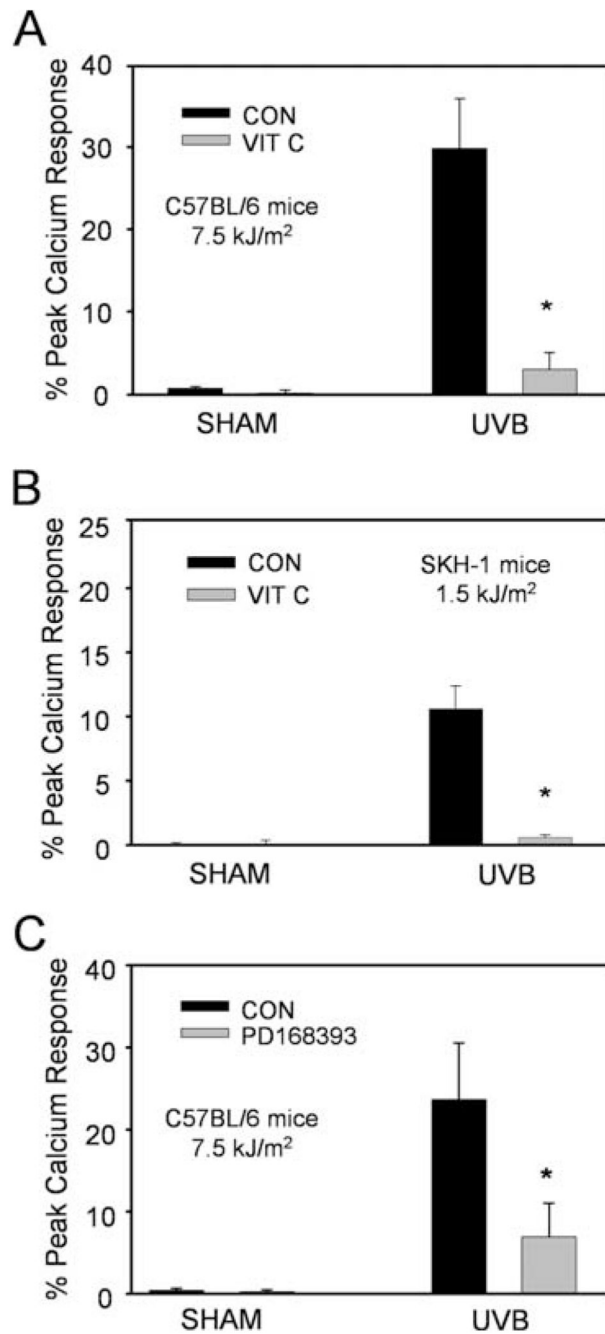 A
% Peak Calcium Response
40
30
20
10
0
CON
VIT C
C57BL/6 mice
7.5 kJ/m²
*
SHAM
UVB
B
% Peak Calcium Response
25
20
15
10
5
0
CON
VIT C
SKH-1 mice
1.5 kJ/m²
*
SHAM
UVB
C
% Peak Calcium Response
40
30
20
10
0
CON
PD168393
C57BL/6 mice
7.5 kJ/m²
*
SHAM
UVB